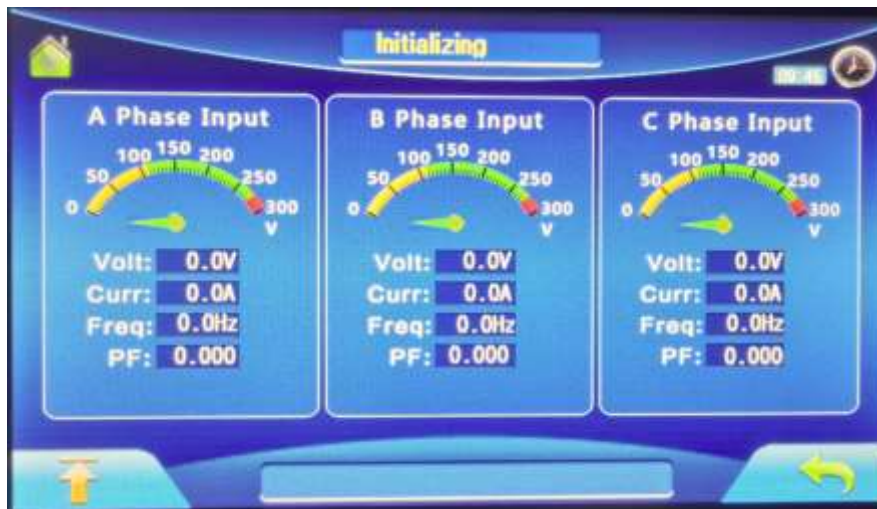 Initializing
09:45
A Phase Input
0 50 100 150 200 250 300
V
Volt: 0.0V
Curr: 0.0A
Freq: 0.0Hz
PF: 0.000
B Phase Input
0 50 100 150 200 250 300
V
Volt: 0.0V
Curr: 0.0A
Freq: 0.0Hz
PF: 0.000
C Phase Input
0 50 100 150 200 250 300
V
Volt: 0.0V
Curr: 0.0A
Freq: 0.0Hz
PF: 0.000